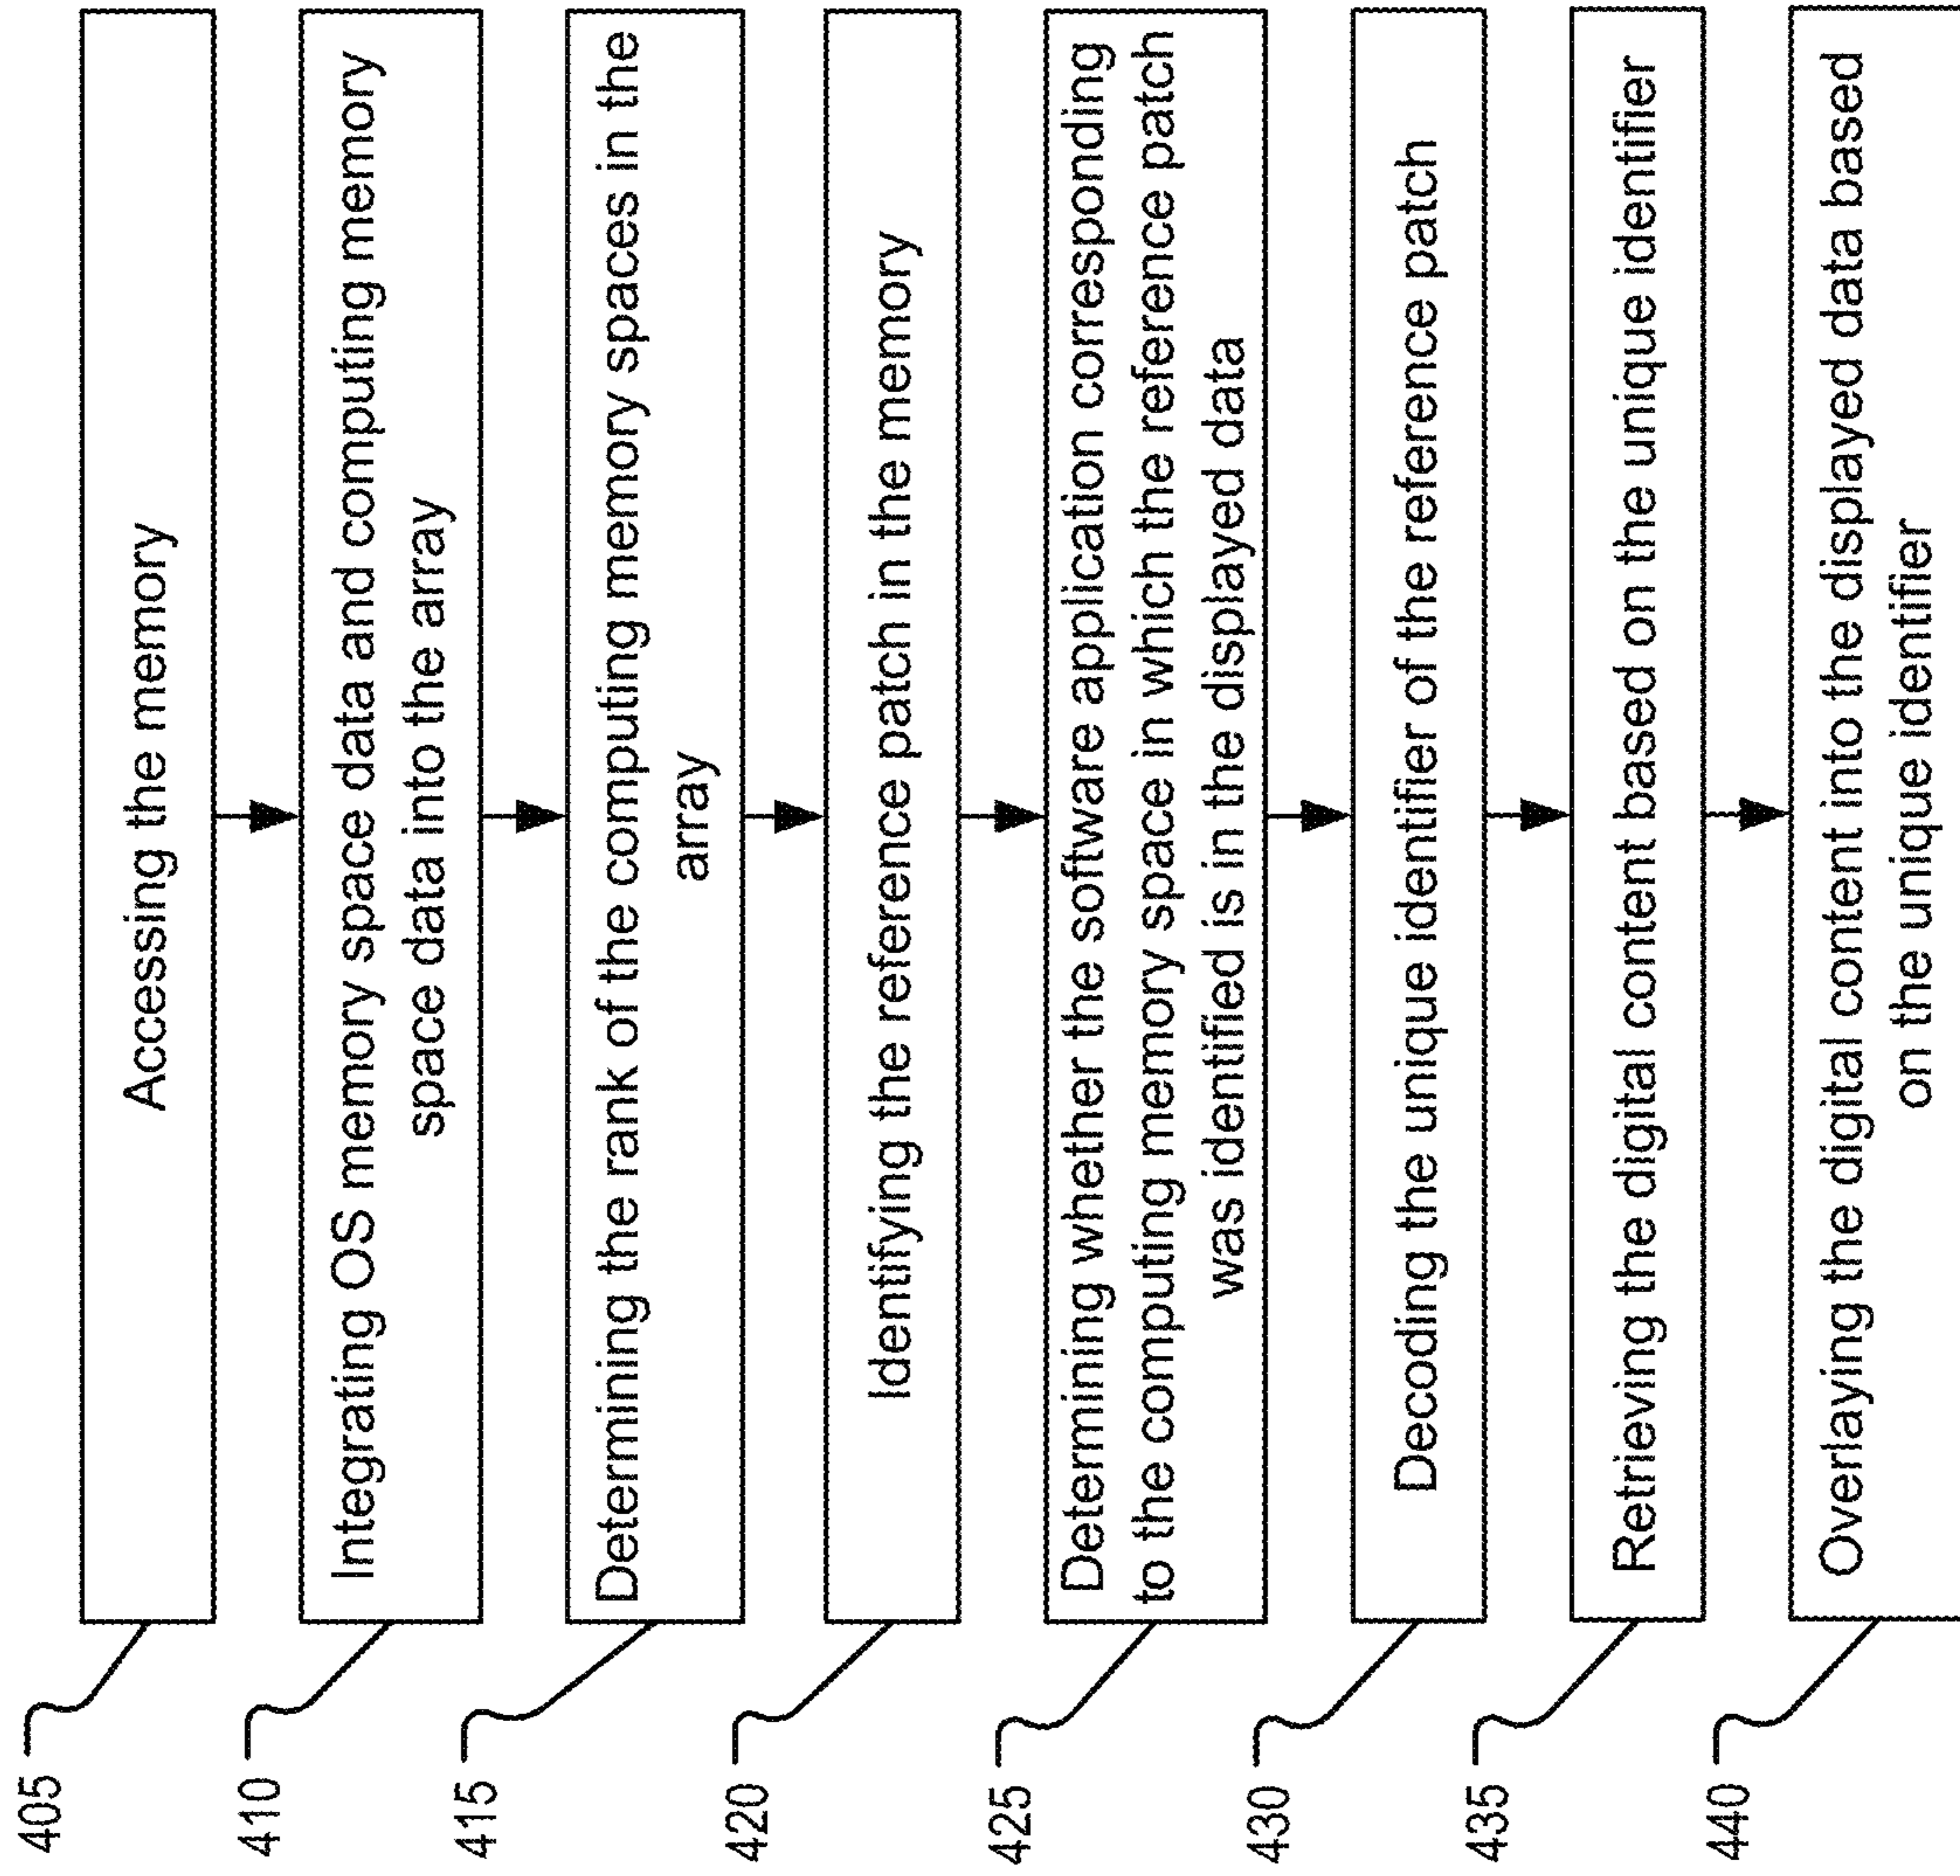 405
Accessing the memory
410
Integrating OS memory space data and computing memory
space data into the array
415
Determining the rank of the computing memory spaces in the
array
420
Identifying the reference patch in the memory
425
Determining whether the software application corresponding
to the computing memory space in which the reference patch
was identified is in the displayed data
430
Decoding the unique identifier of the reference patch
435
Retrieving the digital content based on the unique identifier
440
Overlaying the digital content into the displayed data based
on the unique identifier